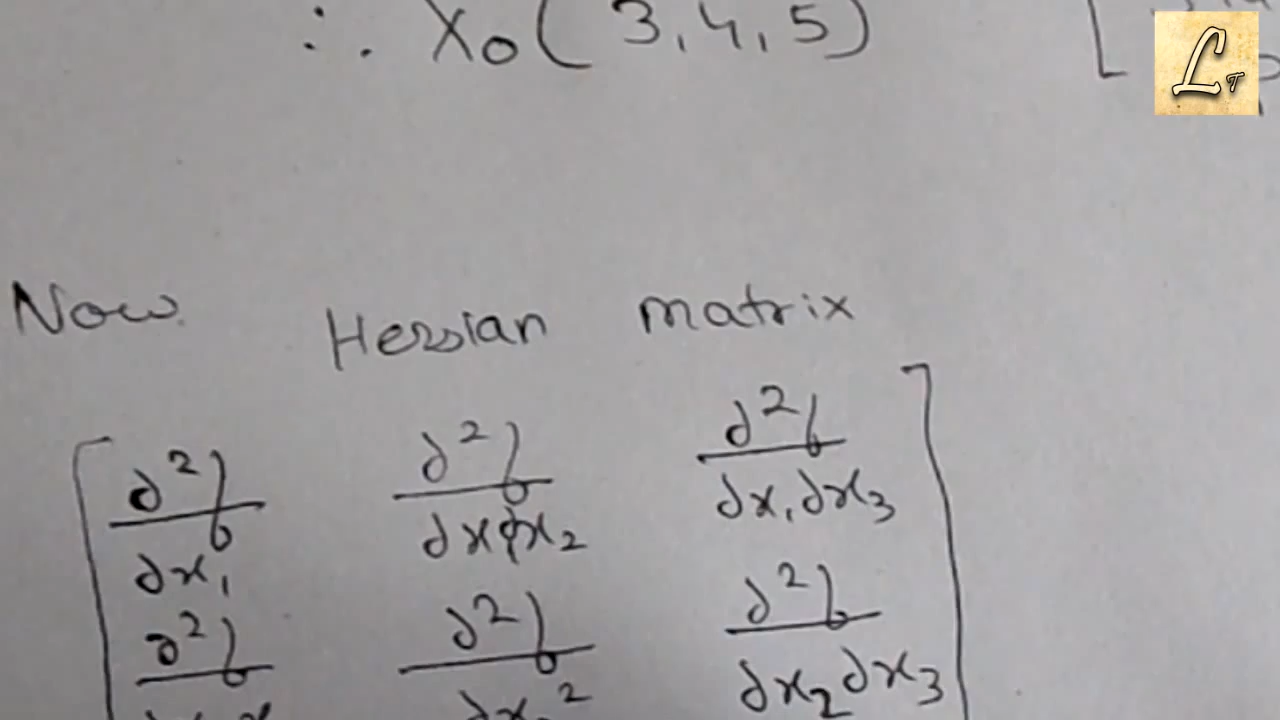 ∴ X₀( 3, 4, 5)
L T
Now Hessian matrix
∂²f/∂x₁ ∂²f/∂x₁∂x₂ ∂²f/∂x₁∂x₃
∂²f ∂²f/∂x₂² ∂²f/∂x₂∂x₃